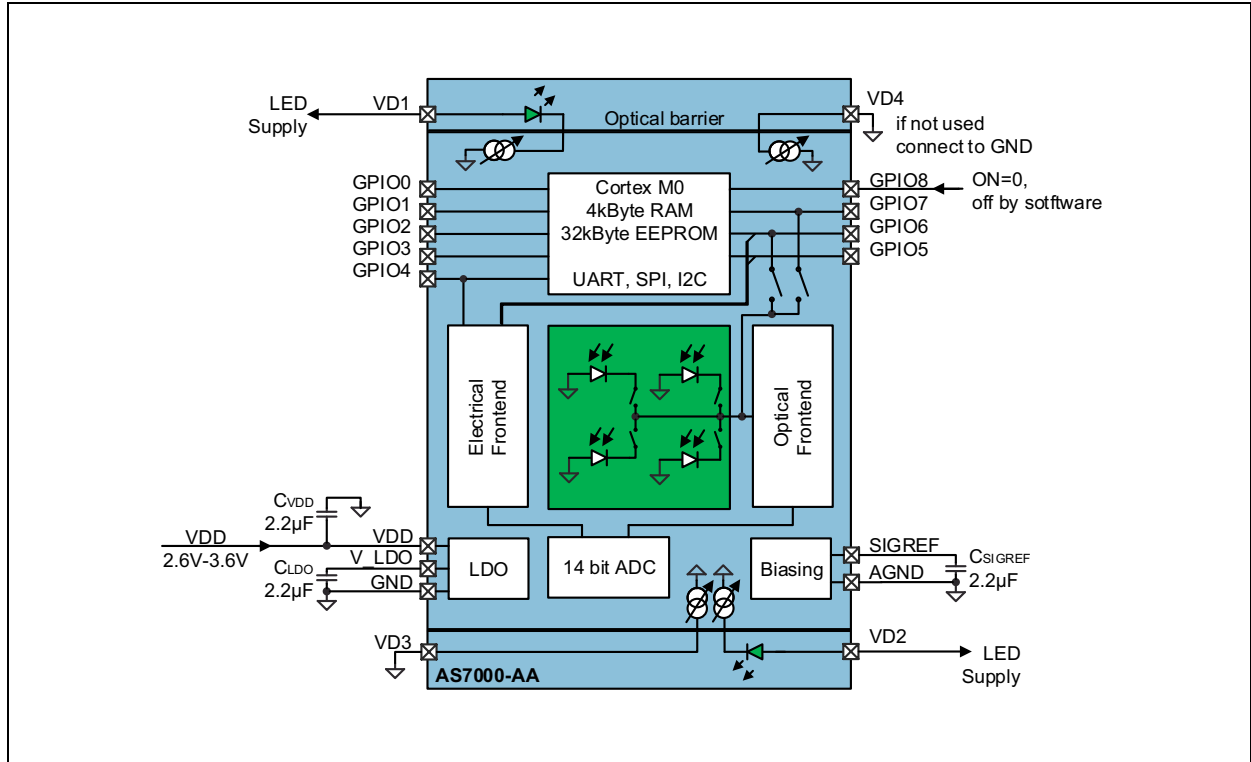 LED
Supply
VD1
Optical barrier
VD4
if not used
connect to GND
GPIO0
GPIO1
GPIO2
GPIO3
GPIO4
Cortex M0
4kByte RAM
32kByte EEPROM
UART, SPI, I2C
GPIO8
GPIO7
GPIO6
GPIO5
ON=0,
off by sotftware
Electrical
Frontend
Optical
Frontend
CVDD
2.2µF
VDD
2.6V-3.6V
VDD
V_LDO
GND
CLDO
2.2µF
LDO
14 bit ADC
Biasing
SIGREF
AGND
CSIGREF
2.2µF
VD3
AS7000-AA
VD2
LED
Supply